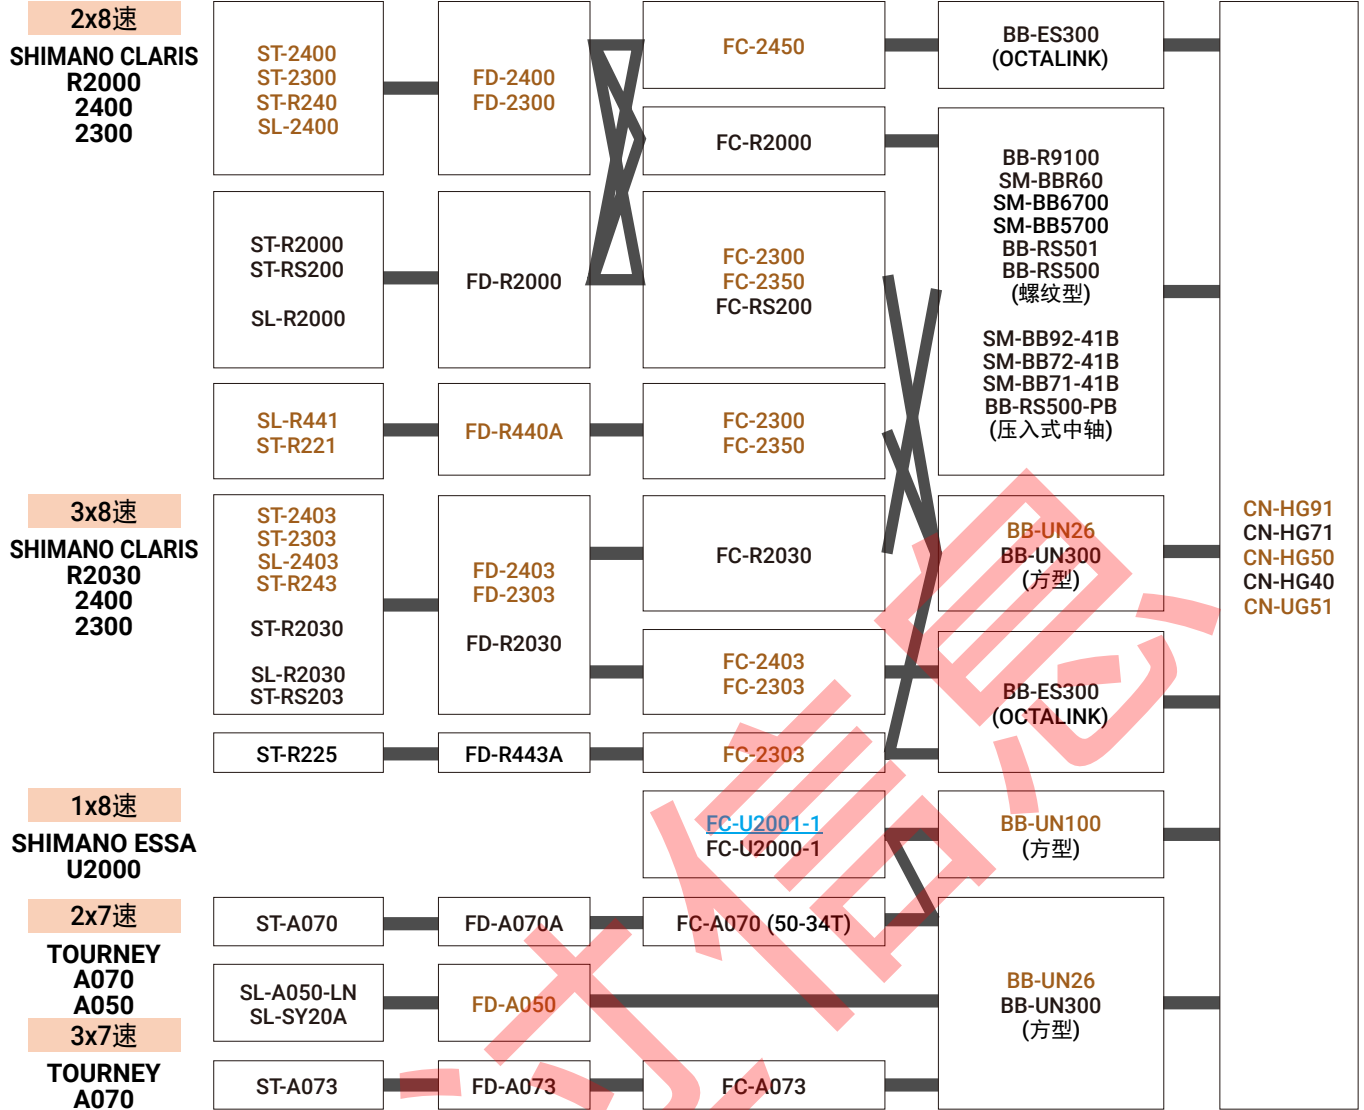 2x8速
SHIMANO CLARIS
R2000
2400
2300
ST-2400
ST-2300
ST-R240
SL-2400
FD-2400
FD-2300
FC-2450
BB-ES300
(OCTALINK)
FC-R2000
BB-R9100
SM-BBR60
SM-BB6700
SM-BB5700
BB-RS501
BB-RS500
(螺纹型)
SM-BB92-41B
SM-BB72-41B
SM-BB71-41B
BB-RS500-PB
(压入式中轴)
ST-R2000
ST-RS200
SL-R2000
FD-R2000
FC-2300
FC-2350
FC-RS200
SL-R441
ST-R221
FD-R440A
FC-2300
FC-2350
3x8速
SHIMANO CLARIS
R2030
2400
2300
ST-2403
ST-2303
SL-2403
ST-R243
ST-R2030
SL-R2030
ST-RS203
FD-2403
FD-2303
FD-R2030
FC-R2030
BB-UN26
BB-UN300
(方型)
CN-HG91
CN-HG71
CN-HG50
CN-HG40
CN-UG51
FC-2403
FC-2303
BB-ES300
(OCTALINK)
ST-R225
FD-R443A
FC-2303
1x8速
SHIMANO ESSA
U2000
FC-U2001-1
FC-U2000-1
BB-UN100
(方型)
2x7速
TOURNEY
A070
A050
ST-A070
FD-A070A
FC-A070 (50-34T)
SL-A050-LN
SL-SY20A
FD-A050
BB-UN26
BB-UN300
(方型)
3x7速
TOURNEY
A070
ST-A073
FD-A073
FC-A073
信息